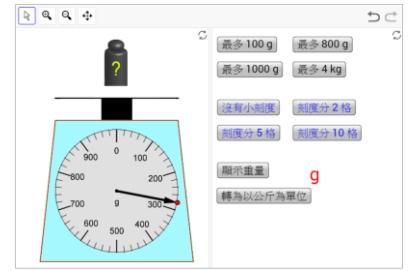 ?
0
100
200
300
400
500
600
700
800
900
g
最多 100 g
最多 800 g
最多 1000 g
最多 4 kg
沒有小刻度
刻度分 2 格
刻度分 5 格
刻度分 10 格
顯示重量
g
轉為以公斤為單位